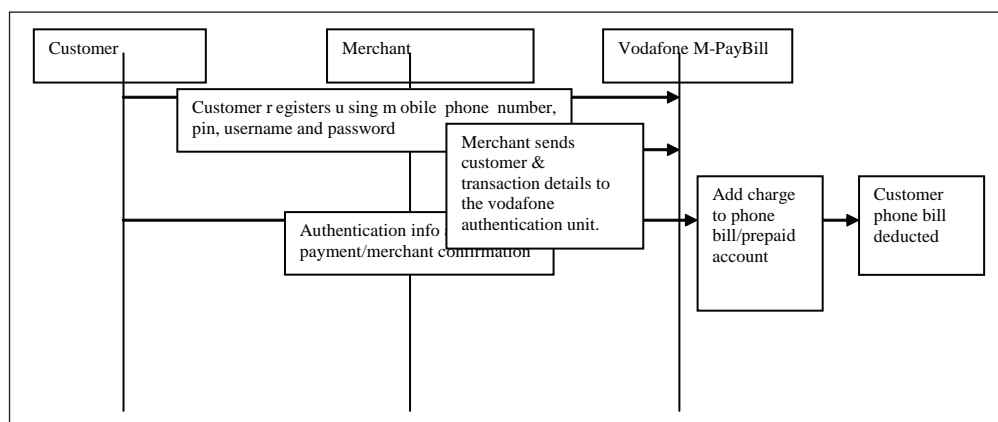 Customer
Merchant
Vodafone M-PayBill
Customer r egisters u sing m obile phone number,
pin, username and password
Merchant sends
customer &
transaction details to
the vodafone
authentication unit.
Add charge
to phone
bill/prepaid
account
Customer
phone bill
deducted
Authentication info
payment/merchant confirmation